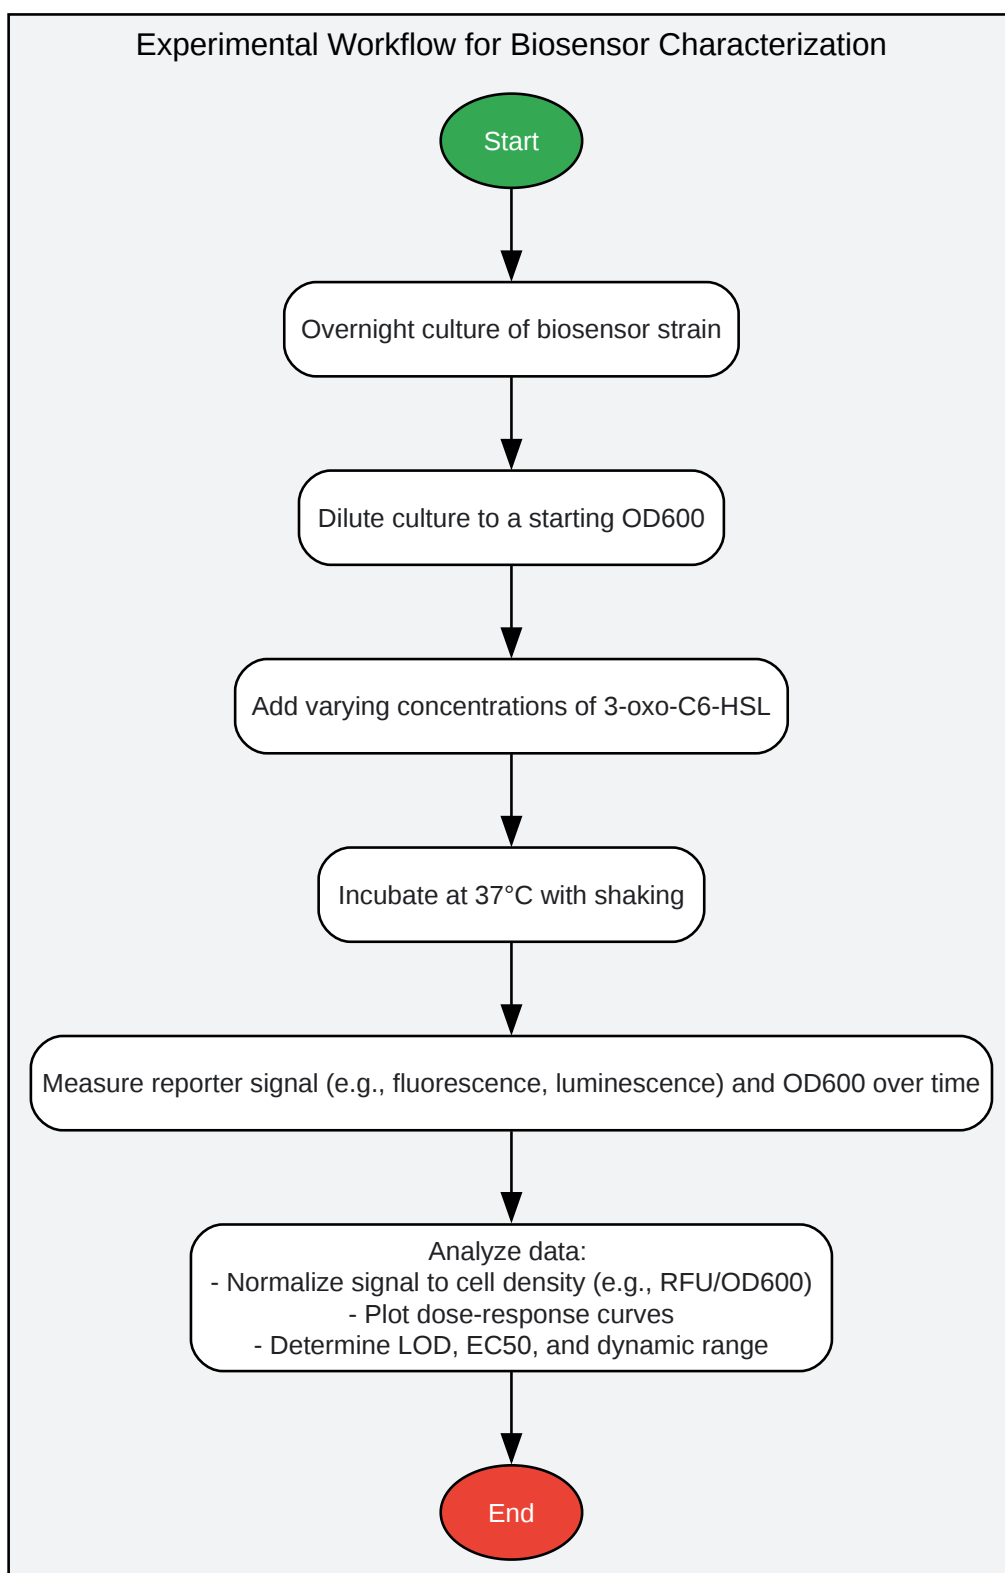 Experimental Workflow for Biosensor Characterization
Start
Overnight culture of biosensor strain
Dilute culture to a starting OD600
Add varying concentrations of 3-oxo-C6-HSL
Incubate at 37°C with shaking
Measure reporter signal (e.g., fluorescence, luminescence) and OD600 over time
Analyze data:
- Normalize signal to cell density (e.g., RFU/OD600)
- Plot dose-response curves
- Determine LOD, EC50, and dynamic range
End